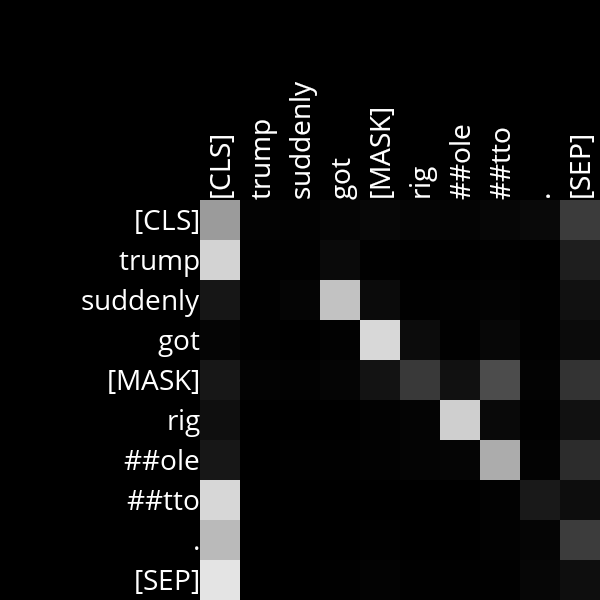 [CLS]
trump
suddenly
got
[MASK]
rig
##ole
##tto
.
[SEP]
[CLS]
trump
suddenly
got
[MASK]
rig
##ole
##tto
.
[SEP]